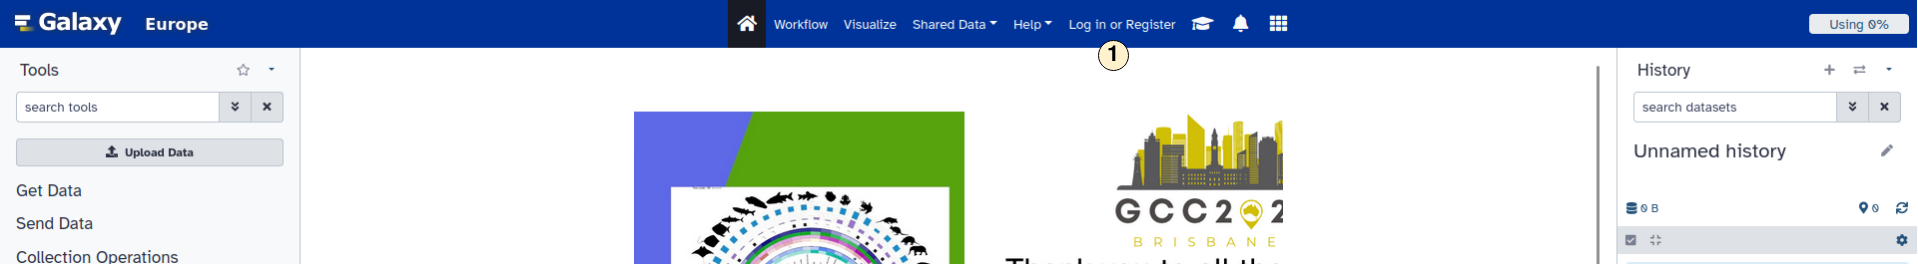 Galaxy Europe
Workflow Visualize Shared Data Help Log in or Register
Using 0%
1
Tools
search tools
Upload Data
Get Data
Send Data
Collection Operations
GCC2 2
BRISBANE
History
search datasets
Unnamed history
0 B
0